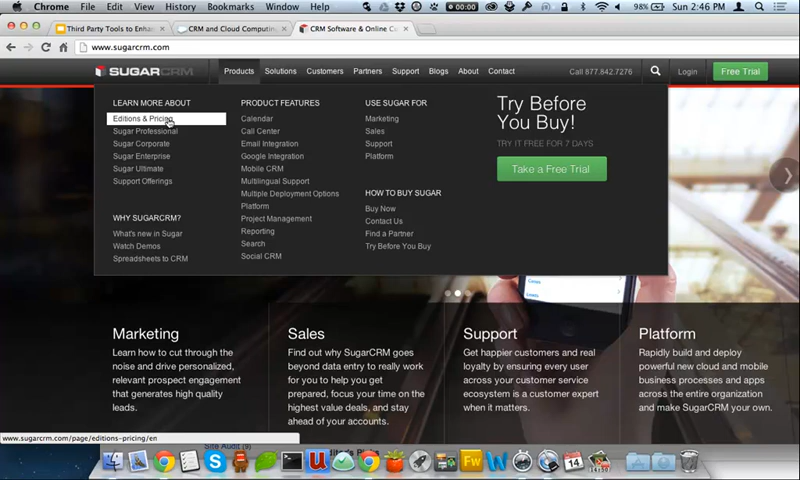 Chrome File Edit View History Bookmarks Window Help 00:00 98% Sun 2:46 PM
Third Party Tools to Enha
CRM and Cloud Computin
CRM Software & Online C
www.sugarcrm.com
SUGARCRM Products Solutions Customers Partners Support Blogs About Contact Call 877.842.7276 Login Free Trial
LEARN MORE ABOUT
Editions & Pricing
Sugar Professional
Sugar Corporate
Sugar Enterprise
Sugar Ultimate
Support Offerings
WHY SUGARCRM?
What's new in Sugar
Watch Demos
Spreadsheets to CRM
PRODUCT FEATURES
Calendar
Call Center
Email Integration
Google Integration
Mobile CRM
Multilingual Support
Multiple Deployment Options
Platform
Project Management
Reporting
Search
Social CRM
USE SUGAR FOR
Marketing
Sales
Support
Platform
HOW TO BUY SUGAR
Buy Now
Contact Us
Find a Partner
Try Before You Buy
Try Before
You Buy!
TRY IT FREE FOR 7 DAYS
Take a Free Trial
Cases
Leads
Marketing
Learn how to cut through the
noise and drive personalized,
relevant prospect engagement
that generates high quality
leads.
Sales
Find out why SugarCRM goes
beyond data entry to really work
for you to help you get
prepared, focus your time on the
highest value deals, and stay
ahead of your accounts.
Support
Get happier customers and real
loyalty by ensuring every user
across your customer service
ecosystem is a customer expert
when it matters.
Platform
Rapidly build and deploy
powerful new cloud and mobile
business processes and apps
across the entire organization
and make SugarCRM your own.
www.sugarcrm.com/page/editions-pricing/en
Site Audit (9)
Fw
14